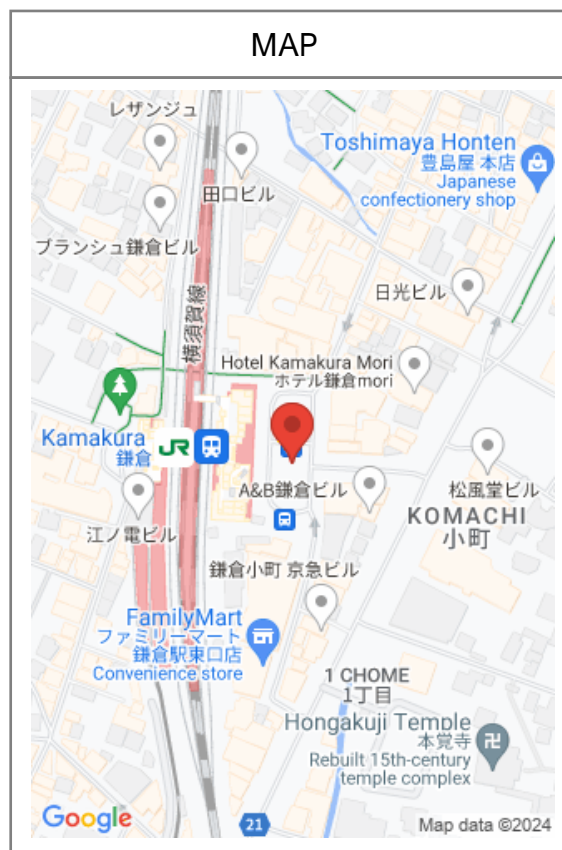 MAP
レザンジュ
Toshimaya Honten
豊島屋 本店
Japanese
confectionery shop
田口ビル
ブランシュ鎌倉ビル
日光ビル
横須賀線
Hotel Kamakura Mori
ホテル鎌倉mori
Kamakura
鎌倉
JR
A&B鎌倉ビル
松風堂ビル
KOMACHI
小町
江ノ電ビル
鎌倉小町 京急ビル
FamilyMart
ファミリーマート
鎌倉駅東口店
Convenience store
1 CHOME
1丁目
Hongakuji Temple
本覚寺
Rebuilt 15th-century
temple complex
Google
21
Map data ©2024